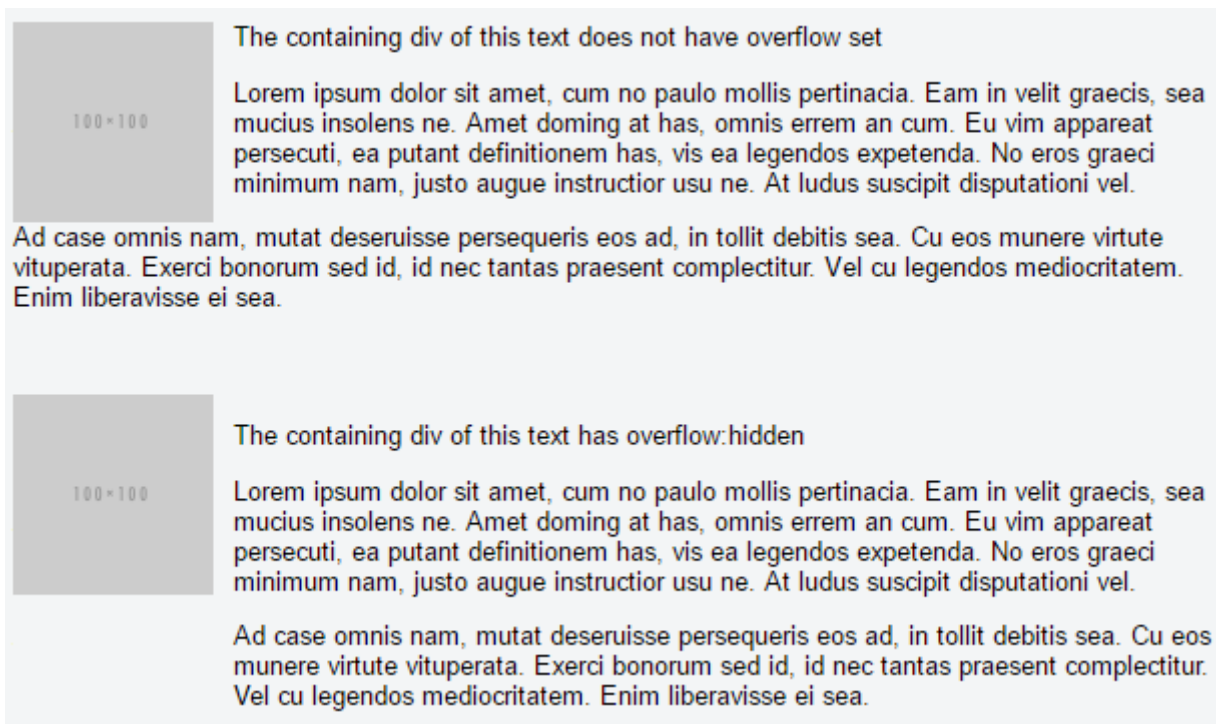 The containing div of this text does not have overflow set
100×100
Lorem ipsum dolor sit amet, cum no paulo mollis pertinacia. Eam in velit graecis, sea
mucius insolens ne. Amet doming at has, omnis errem an cum. Eu vim appareat
persecuti, ea putant definitionem has, vis ea legendos expetenda. No eros graeci
minimum nam, justo augue instructior usu ne. At ludus suscipit disputationi vel.
Ad case omnis nam, mutat deseruisse persequeris eos ad, in tollit debitis sea. Cu eos munere virtute
vituperata. Exerci bonorum sed id, id nec tantas praesent complectitur. Vel cu legendos mediocritatem.
Enim liberavisse ei sea.
The containing div of this text has overflow:hidden
100×100
Lorem ipsum dolor sit amet, cum no paulo mollis pertinacia. Eam in velit graecis, sea
mucius insolens ne. Amet doming at has, omnis errem an cum. Eu vim appareat
persecuti, ea putant definitionem has, vis ea legendos expetenda. No eros graeci
minimum nam, justo augue instructior usu ne. At ludus suscipit disputationi vel.
Ad case omnis nam, mutat deseruisse persequeris eos ad, in tollit debitis sea. Cu eos
munere virtute vituperata. Exerci bonorum sed id, id nec tantas praesent complectitur.
Vel cu legendos mediocritatem. Enim liberavisse ei sea.